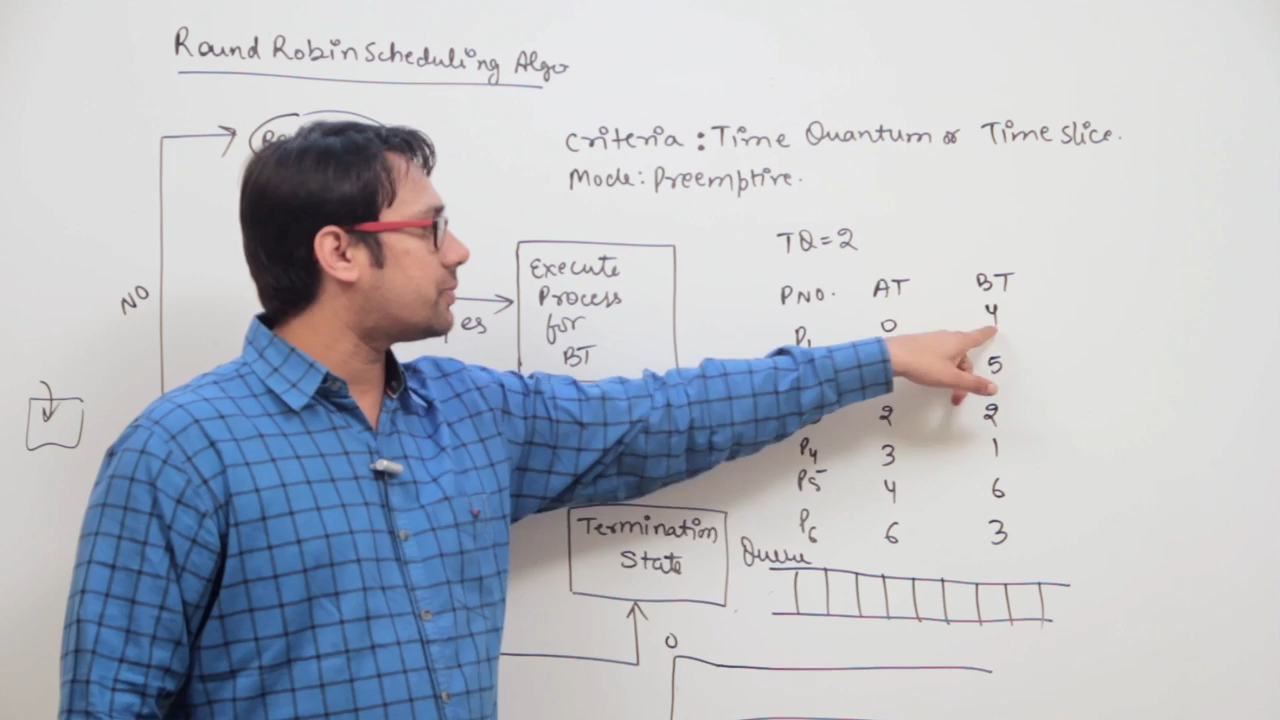 Round Robin Scheduling Algo
Criteria : Time Quantum or Time slice.
Mode: Preemptive.
NO
Execute
Process
for
BT
es
TQ=2
PNO. AT BT
P1 0 4
5
2 2
P4 3 1
P5 4 6
P6 6 3
Termination
State
Queue
0